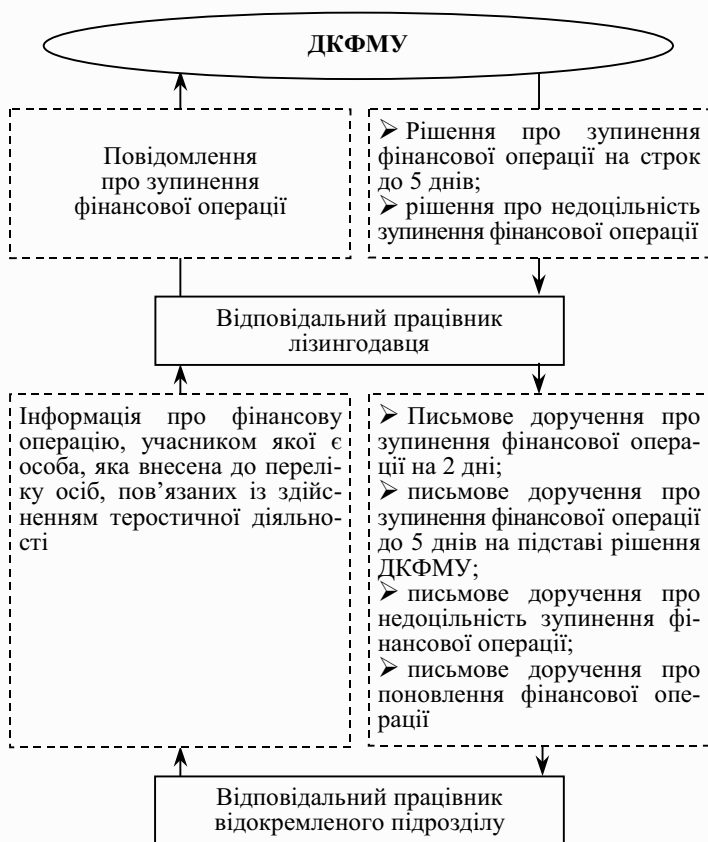 ДКФМУ
Повідомлення
про зупинення
фінансової операції
➢ Рішення про зупинення
фінансової операції на строк
до 5 днів;
➢ рішення про недоцільність
зупинення фінансової операції
Відповідальний працівник
лізингодавця
Інформація про фінансову
операцію, учасником якої є
особа, яка внесена до перелі-
ку осіб, пов’язаних із здійс-
ненням теростичної діяльно-
сті
➢ Письмове доручення про
зупинення фінансової опера-
ції на 2 дні;
➢ письмове доручення про
зупинення фінансової операції
до 5 днів на підставі рішення
ДКФМУ;
➢ письмове доручення про
недоцільність зупинення фі-
нансової операції;
➢ письмове доручення про
поновлення фінансової опе-
рації
Відповідальний працівник
відокремленого підрозділу